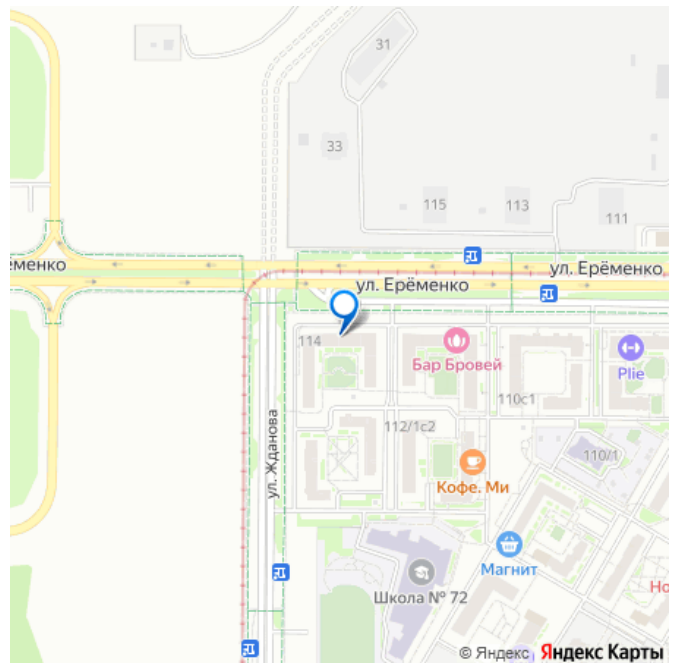 31
33
115
113
111
еменко
ул. Ерёменко
ул. Ерёменко
114
Бар Бровей
Plie
110с1
ул. Жданова
112/1с2
110/1
Кофе. Ми
Магнит
Школа № 72
Но
© Яндекс Яндекс Карты